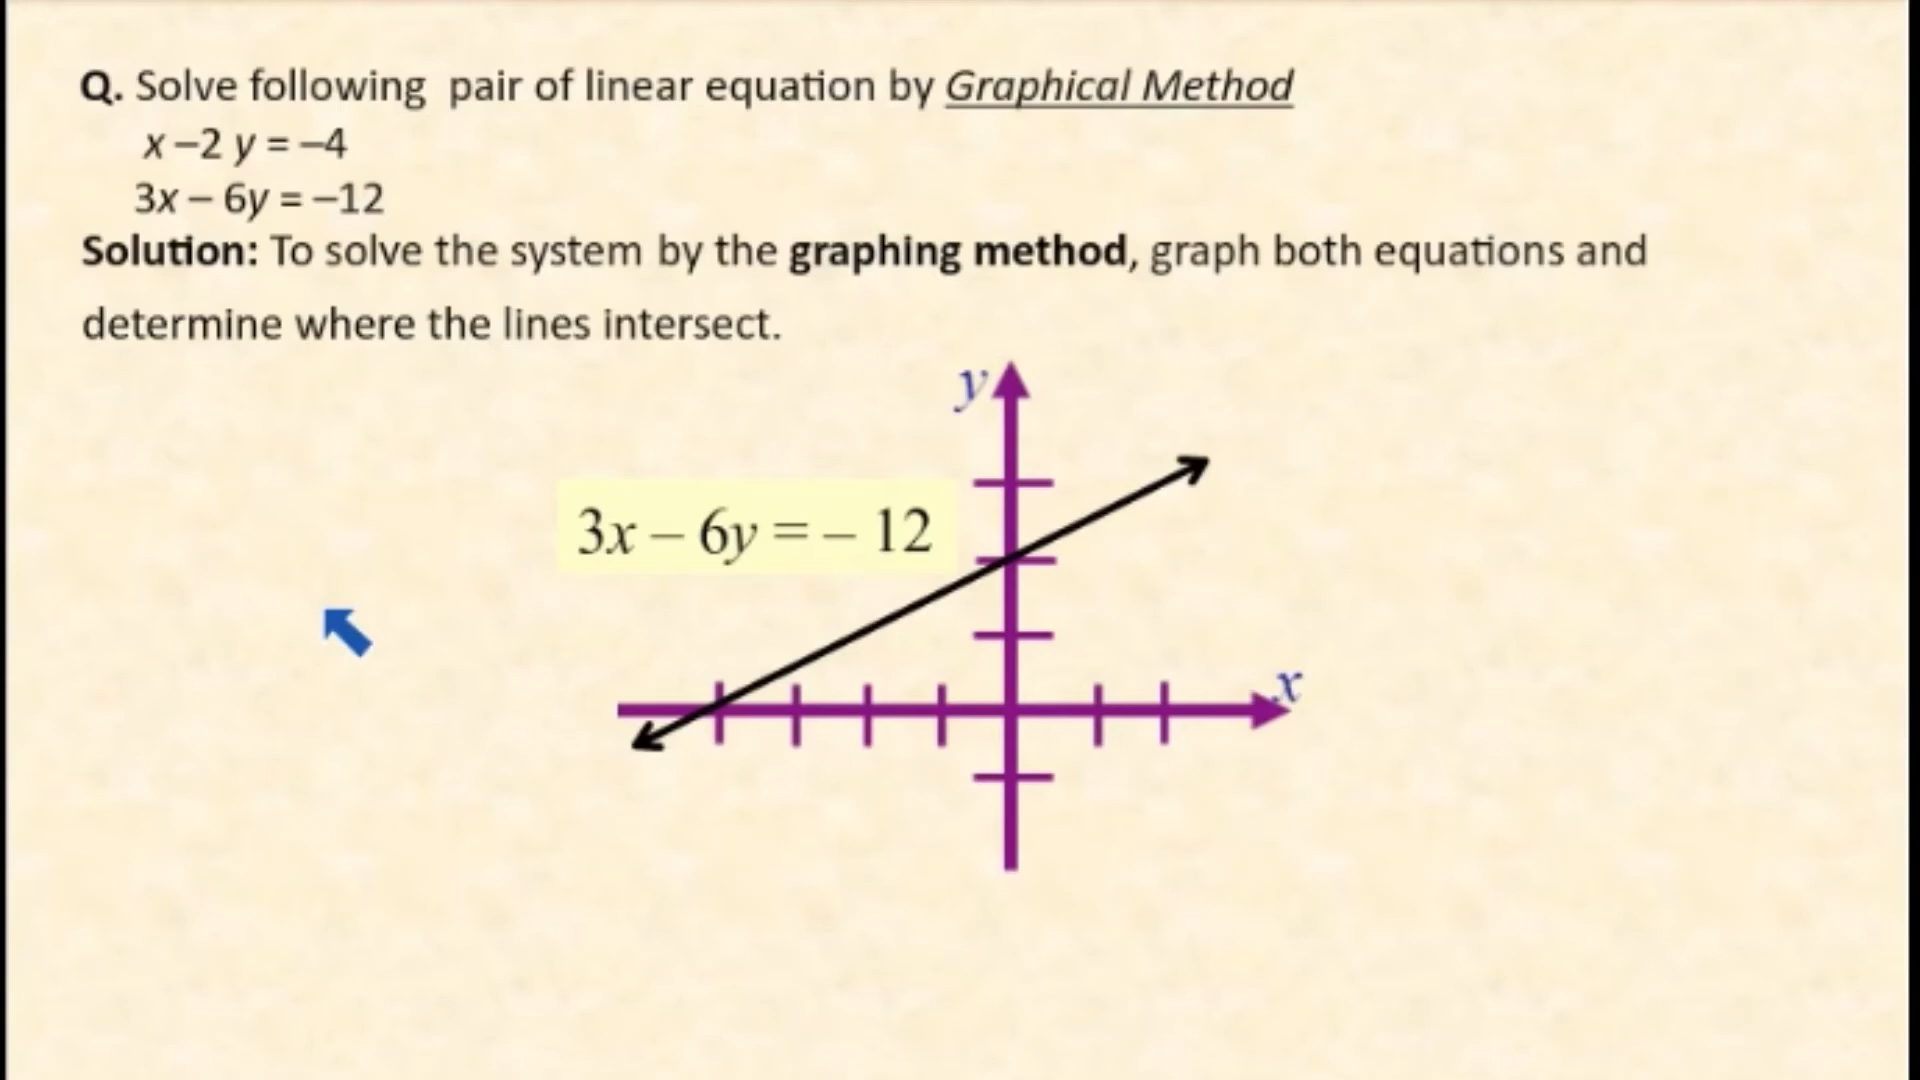 Q. Solve following pair of linear equation by Graphical Method
x –2 y = –4
3x – 6y = –12
Solution: To solve the system by the graphing method, graph both equations and
determine where the lines intersect.
y
3x – 6y = – 12
x